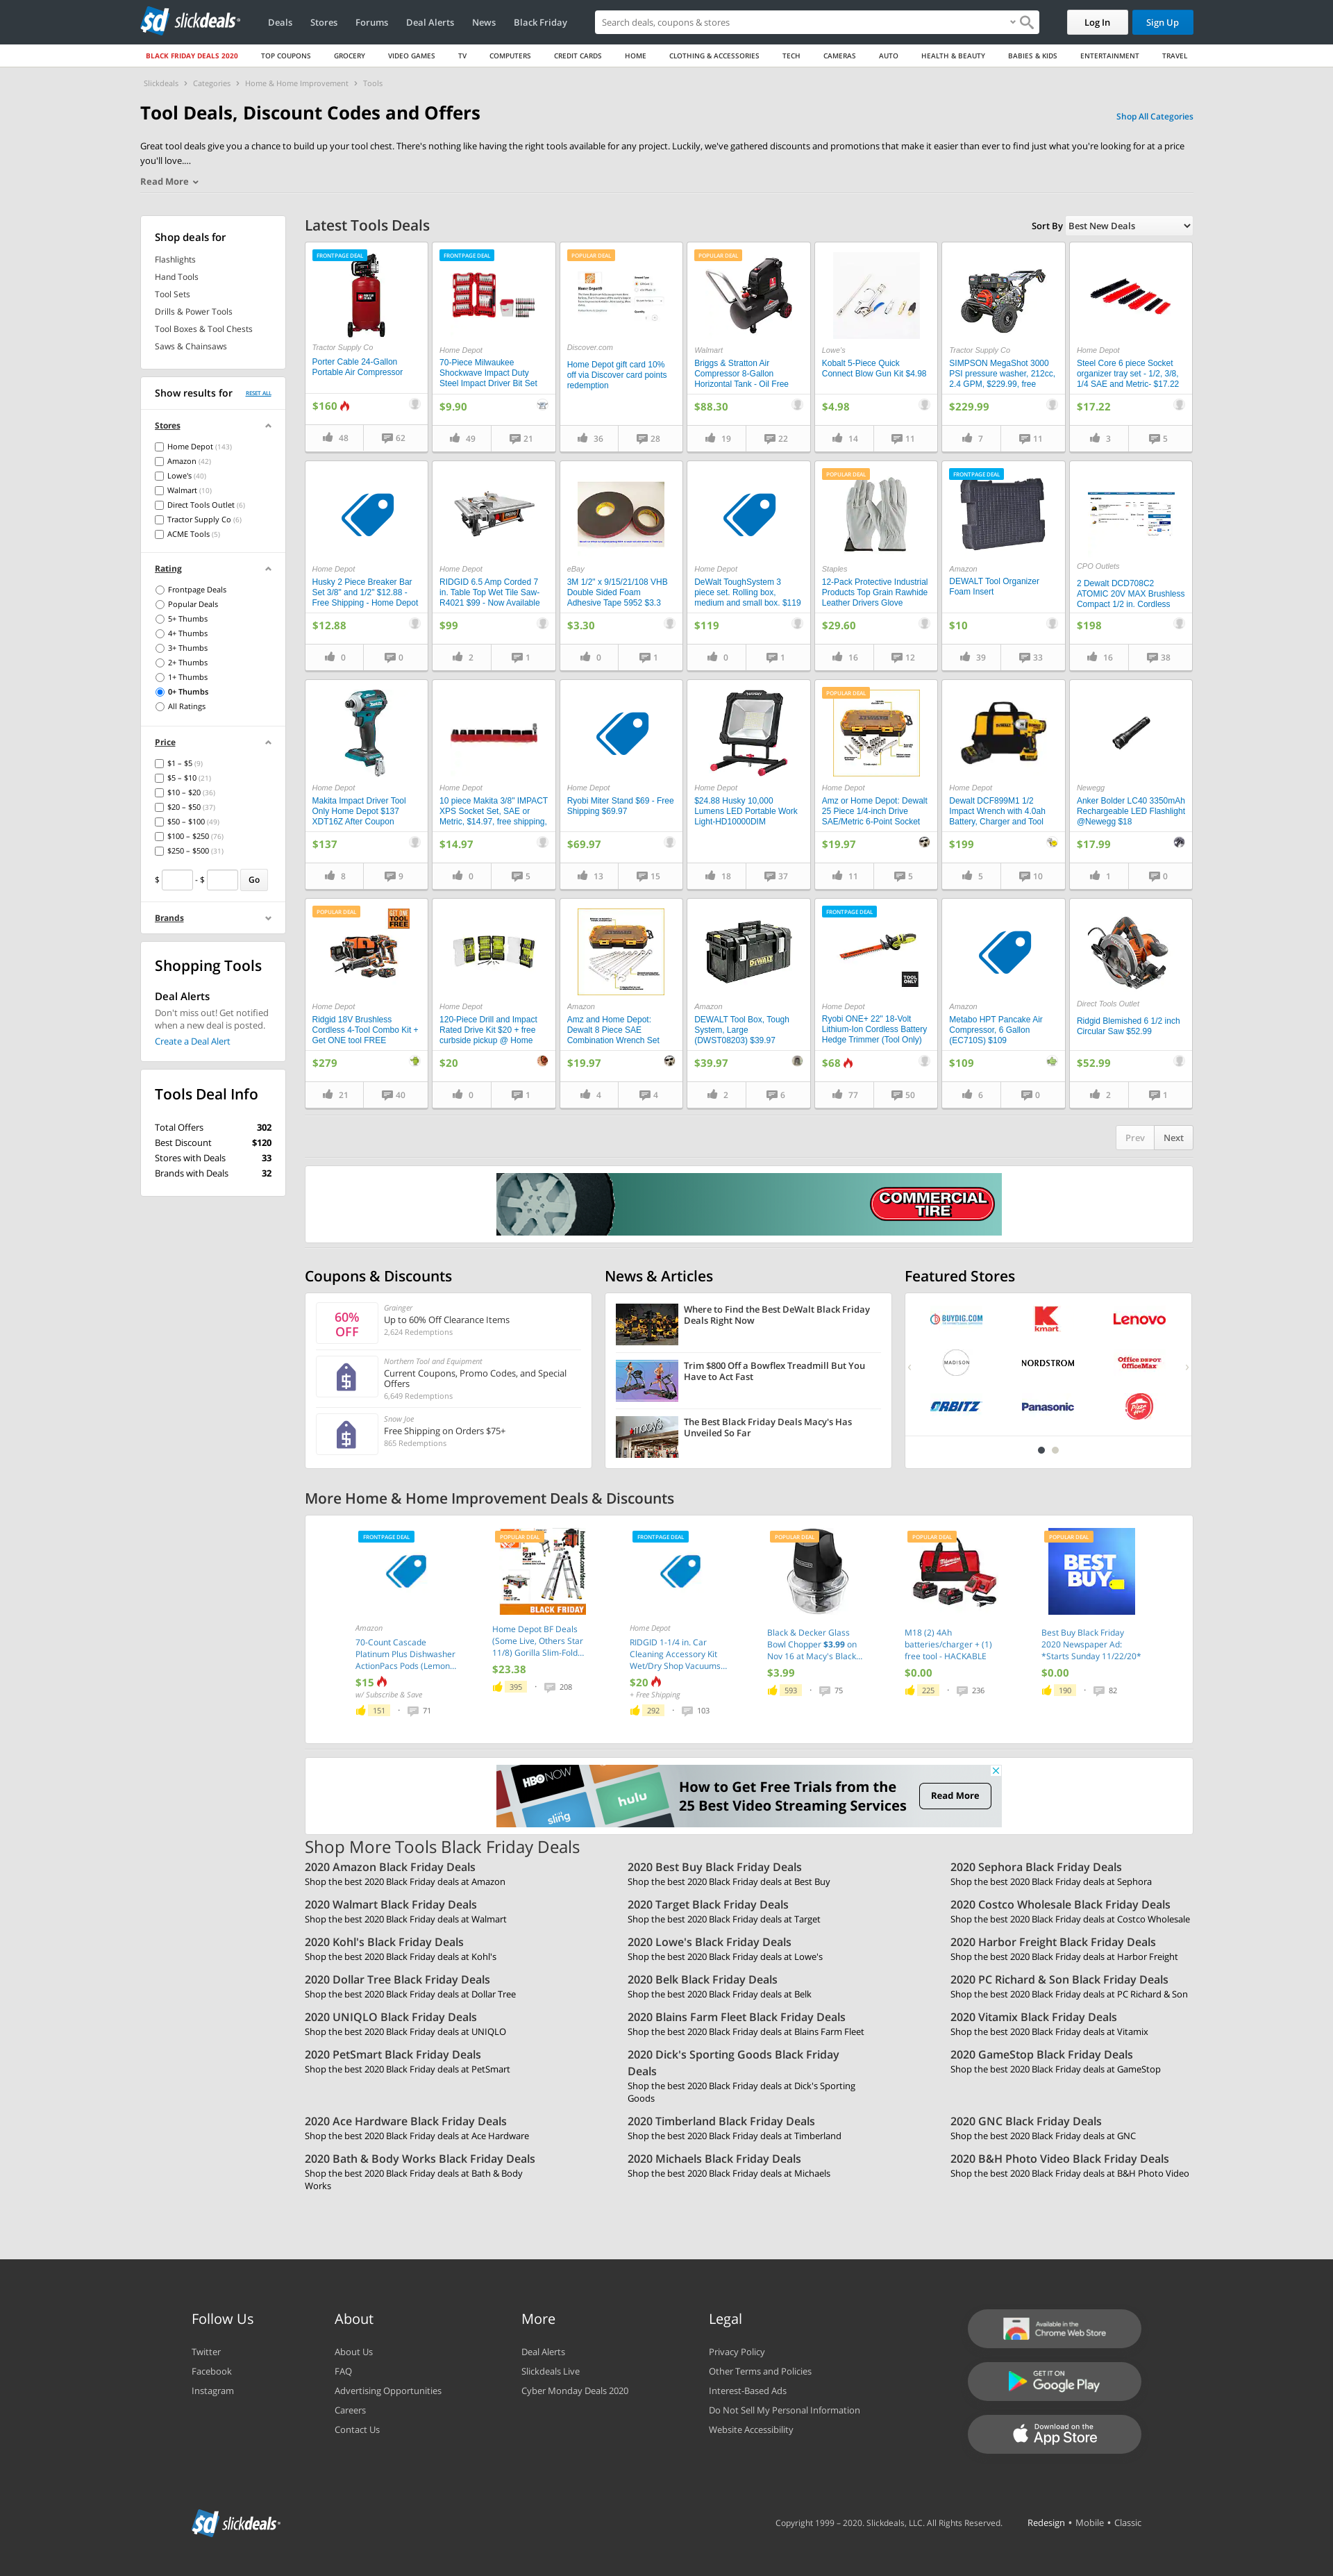 slickdeals
Deals Stores Forums Deal Alerts News Black Friday
Search deals, coupons & stores
Log In
Sign Up
BLACK FRIDAY DEALS 2020 TOP COUPONS GROCERY VIDEO GAMES TV COMPUTERS CREDIT CARDS HOME CLOTHING & ACCESSORIES TECH CAMERAS AUTO HEALTH & BEAUTY BABIES & KIDS ENTERTAINMENT TRAVEL
Slickdeals > Categories > Home & Home Improvement > Tools
Tool Deals, Discount Codes and Offers
Shop All Categories
Great tool deals give you a chance to build up your tool chest. There's nothing like having the right tools available for any project. Luckily, we've gathered discounts and promotions that make it easier than ever to find just what you're looking for at a price
you'll love....
Read More
Shop deals for
Flashlights
Hand Tools
Tool Sets
Drills & Power Tools
Tool Boxes & Tool Chests
Saws & Chainsaws
Show results for RESET ALL
Stores
Home Depot (143)
Amazon (42)
Lowe's (40)
Walmart (10)
Direct Tools Outlet (6)
Tractor Supply Co (6)
ACME Tools (5)
Rating
Frontpage Deals
Popular Deals
5+ Thumbs
4+ Thumbs
3+ Thumbs
2+ Thumbs
1+ Thumbs
0+ Thumbs
All Ratings
Price
$1 – $5 (9)
$5 – $10 (21)
$10 – $20 (36)
$20 – $50 (37)
$50 – $100 (49)
$100 – $250 (76)
$250 – $500 (31)
$ - $ Go
Brands
Shopping Tools
Deal Alerts
Don't miss out! Get notified
when a new deal is posted.
Create a Deal Alert
Tools Deal Info
Total Offers 302
Best Discount $120
Stores with Deals 33
Brands with Deals 32
Latest Tools Deals
Sort By Best New Deals
FRONTPAGE DEAL
Tractor Supply Co
Porter Cable 24-Gallon
Portable Air Compressor
$160
48 62
FRONTPAGE DEAL
Home Depot
70-Piece Milwaukee
Shockwave Impact Duty
Steel Impact Driver Bit Set
$9.90
49 21
POPULAR DEAL
Discover.com
Home Depot gift card 10%
off via Discover card points
redemption
36 28
POPULAR DEAL
Walmart
Briggs & Stratton Air
Compressor 8-Gallon
Horizontal Tank - Oil Free
$88.30
19 22
Lowe's
Kobalt 5-Piece Quick
Connect Blow Gun Kit $4.98
$4.98
14 11
Tractor Supply Co
SIMPSON MegaShot 3000
PSI pressure washer, 212cc,
2.4 GPM, $229.99, free
$229.99
7 11
Home Depot
Steel Core 6 piece Socket
organizer tray set - 1/2, 3/8,
1/4 SAE and Metric- $17.22
$17.22
3 5
Home Depot
Husky 2 Piece Breaker Bar
Set 3/8" and 1/2" $12.88 -
Free Shipping - Home Depot
$12.88
0 0
Home Depot
RIDGID 6.5 Amp Corded 7
in. Table Top Wet Tile Saw-
R4021 $99 - Now Available
$99
2 1
eBay
3M 1/2" x 9/15/21/108 VHB
Double Sided Foam
Adhesive Tape 5952 $3.3
$3.30
0 1
Home Depot
DeWalt ToughSystem 3
piece set. Rolling box,
medium and small box. $119
$119
0 1
POPULAR DEAL
Staples
12-Pack Protective Industrial
Products Top Grain Rawhide
Leather Drivers Glove
$29.60
16 12
FRONTPAGE DEAL
Amazon
DEWALT Tool Organizer
Foam Insert
$10
39 33
CPO Outlets
2 Dewalt DCD708C2
ATOMIC 20V MAX Brushless
Compact 1/2 in. Cordless
$198
16 38
Home Depot
Makita Impact Driver Tool
Only Home Depot $137
XDT16Z After Coupon
$137
8 9
Home Depot
10 piece Makita 3/8" IMPACT
XPS Socket Set, SAE or
Metric, $14.97, free shipping,
$14.97
0 5
Home Depot
Ryobi Miter Stand $69 - Free
Shipping $69.97
$69.97
13 15
Home Depot
$24.88 Husky 10,000
Lumens LED Portable Work
Light-HD10000DIM
18 37
POPULAR DEAL
Home Depot
Amz or Home Depot: Dewalt
25 Piece 1/4-inch Drive
SAE/Metric 6-Point Socket
$19.97
11 5
Home Depot
Dewalt DCF899M1 1/2
Impact Wrench with 4.0ah
Battery, Charger and Tool
$199
5 10
Newegg
Anker Bolder LC40 3350mAh
Rechargeable LED Flashlight
@Newegg $18
$17.99
1 0
POPULAR DEAL
TOOL
FREE
Home Depot
Ridgid 18V Brushless
Cordless 4-Tool Combo Kit +
Get ONE tool FREE
$279
21 40
Home Depot
120-Piece Drill and Impact
Rated Drive Kit $20 + free
curbside pickup @ Home
$20
0 1
Amazon
Amz and Home Depot:
Dewalt 8 Piece SAE
Combination Wrench Set
$19.97
4 4
DEWALT
Amazon
DEWALT Tool Box, Tough
System, Large
(DWST08203) $39.97
$39.97
2 6
FRONTPAGE DEAL
TOOL
ONLY
Home Depot
Ryobi ONE+ 22" 18-Volt
Lithium-Ion Cordless Battery
Hedge Trimmer (Tool Only)
$68
77 50
Amazon
Metabo HPT Pancake Air
Compressor, 6 Gallon
(EC710S) $109
$109
6 0
Direct Tools Outlet
Ridgid Blemished 6 1/2 inch
Circular Saw $52.99
$52.99
2 1
Prev Next
COMMERCIAL
TIRE
Coupons & Discounts
60%
OFF
Grainger
Up to 60% Off Clearance Items
2,624 Redemptions
Northern Tool and Equipment
Current Coupons, Promo Codes, and Special
Offers
6,649 Redemptions
Snow Joe
Free Shipping on Orders $75+
865 Redemptions
News & Articles
Where to Find the Best DeWalt Black Friday
Deals Right Now
Trim $800 Off a Bowflex Treadmill But You
Have to Act Fast
The Best Black Friday Deals Macy's Has
Unveiled So Far
Featured Stores
BUYDIG.COM kmart Lenovo
MADISON NORDSTROM Office DEPOT
OfficeMax
ORBITZ Panasonic
More Home & Home Improvement Deals & Discounts
FRONTPAGE DEAL
Amazon
70-Count Cascade
Platinum Plus Dishwasher
ActionPacs Pods (Lemon...
$15
w/ Subscribe & Save
151 • 71
POPULAR DEAL
BLACK FRIDAY
Home Depot BF Deals
(Some Live, Others Star
11/8) Gorilla Slim-Fold...
$23.38
395 • 208
FRONTPAGE DEAL
Home Depot
RIDGID 1-1/4 in. Car
Cleaning Accessory Kit
Wet/Dry Shop Vacuums...
$20
+ Free Shipping
292 • 103
POPULAR DEAL
Black & Decker Glass
Bowl Chopper $3.99 on
Nov 16 at Macy's Black...
$3.99
593 • 75
POPULAR DEAL
M18 (2) 4Ah
batteries/charger + (1)
free tool - HACKABLE
$0.00
225 • 236
POPULAR DEAL
BEST
BUY
Best Buy Black Friday
2020 Newspaper Ad:
*Starts Sunday 11/22/20*
$0.00
190 • 82
HBO NOW
sling
hulu
How to Get Free Trials from the
25 Best Video Streaming Services
Read More
Shop More Tools Black Friday Deals
2020 Amazon Black Friday Deals
Shop the best 2020 Black Friday deals at Amazon
2020 Best Buy Black Friday Deals
Shop the best 2020 Black Friday deals at Best Buy
2020 Sephora Black Friday Deals
Shop the best 2020 Black Friday deals at Sephora
2020 Walmart Black Friday Deals
Shop the best 2020 Black Friday deals at Walmart
2020 Target Black Friday Deals
Shop the best 2020 Black Friday deals at Target
2020 Costco Wholesale Black Friday Deals
Shop the best 2020 Black Friday deals at Costco Wholesale
2020 Kohl's Black Friday Deals
Shop the best 2020 Black Friday deals at Kohl's
2020 Lowe's Black Friday Deals
Shop the best 2020 Black Friday deals at Lowe's
2020 Harbor Freight Black Friday Deals
Shop the best 2020 Black Friday deals at Harbor Freight
2020 Dollar Tree Black Friday Deals
Shop the best 2020 Black Friday deals at Dollar Tree
2020 Belk Black Friday Deals
Shop the best 2020 Black Friday deals at Belk
2020 PC Richard & Son Black Friday Deals
Shop the best 2020 Black Friday deals at PC Richard & Son
2020 UNIQLO Black Friday Deals
Shop the best 2020 Black Friday deals at UNIQLO
2020 Blains Farm Fleet Black Friday Deals
Shop the best 2020 Black Friday deals at Blains Farm Fleet
2020 Vitamix Black Friday Deals
Shop the best 2020 Black Friday deals at Vitamix
2020 PetSmart Black Friday Deals
Shop the best 2020 Black Friday deals at PetSmart
2020 Dick's Sporting Goods Black Friday
Deals
Shop the best 2020 Black Friday deals at Dick's Sporting
Goods
2020 GameStop Black Friday Deals
Shop the best 2020 Black Friday deals at GameStop
2020 Ace Hardware Black Friday Deals
Shop the best 2020 Black Friday deals at Ace Hardware
2020 Timberland Black Friday Deals
Shop the best 2020 Black Friday deals at Timberland
2020 GNC Black Friday Deals
Shop the best 2020 Black Friday deals at GNC
2020 Bath & Body Works Black Friday Deals
Shop the best 2020 Black Friday deals at Bath & Body
Works
2020 Michaels Black Friday Deals
Shop the best 2020 Black Friday deals at Michaels
2020 B&H Photo Video Black Friday Deals
Shop the best 2020 Black Friday deals at B&H Photo Video
Follow Us
Twitter
Facebook
Instagram
About
About Us
FAQ
Advertising Opportunities
Careers
Contact Us
More
Deal Alerts
Slickdeals Live
Cyber Monday Deals 2020
Legal
Privacy Policy
Other Terms and Policies
Interest-Based Ads
Do Not Sell My Personal Information
Website Accessibility
Available in the
Chrome Web Store
GET IT ON
Google Play
Download on the
App Store
slickdeals
Copyright 1999 – 2020. Slickdeals, LLC. All Rights Reserved.
Redesign • Mobile • Classic